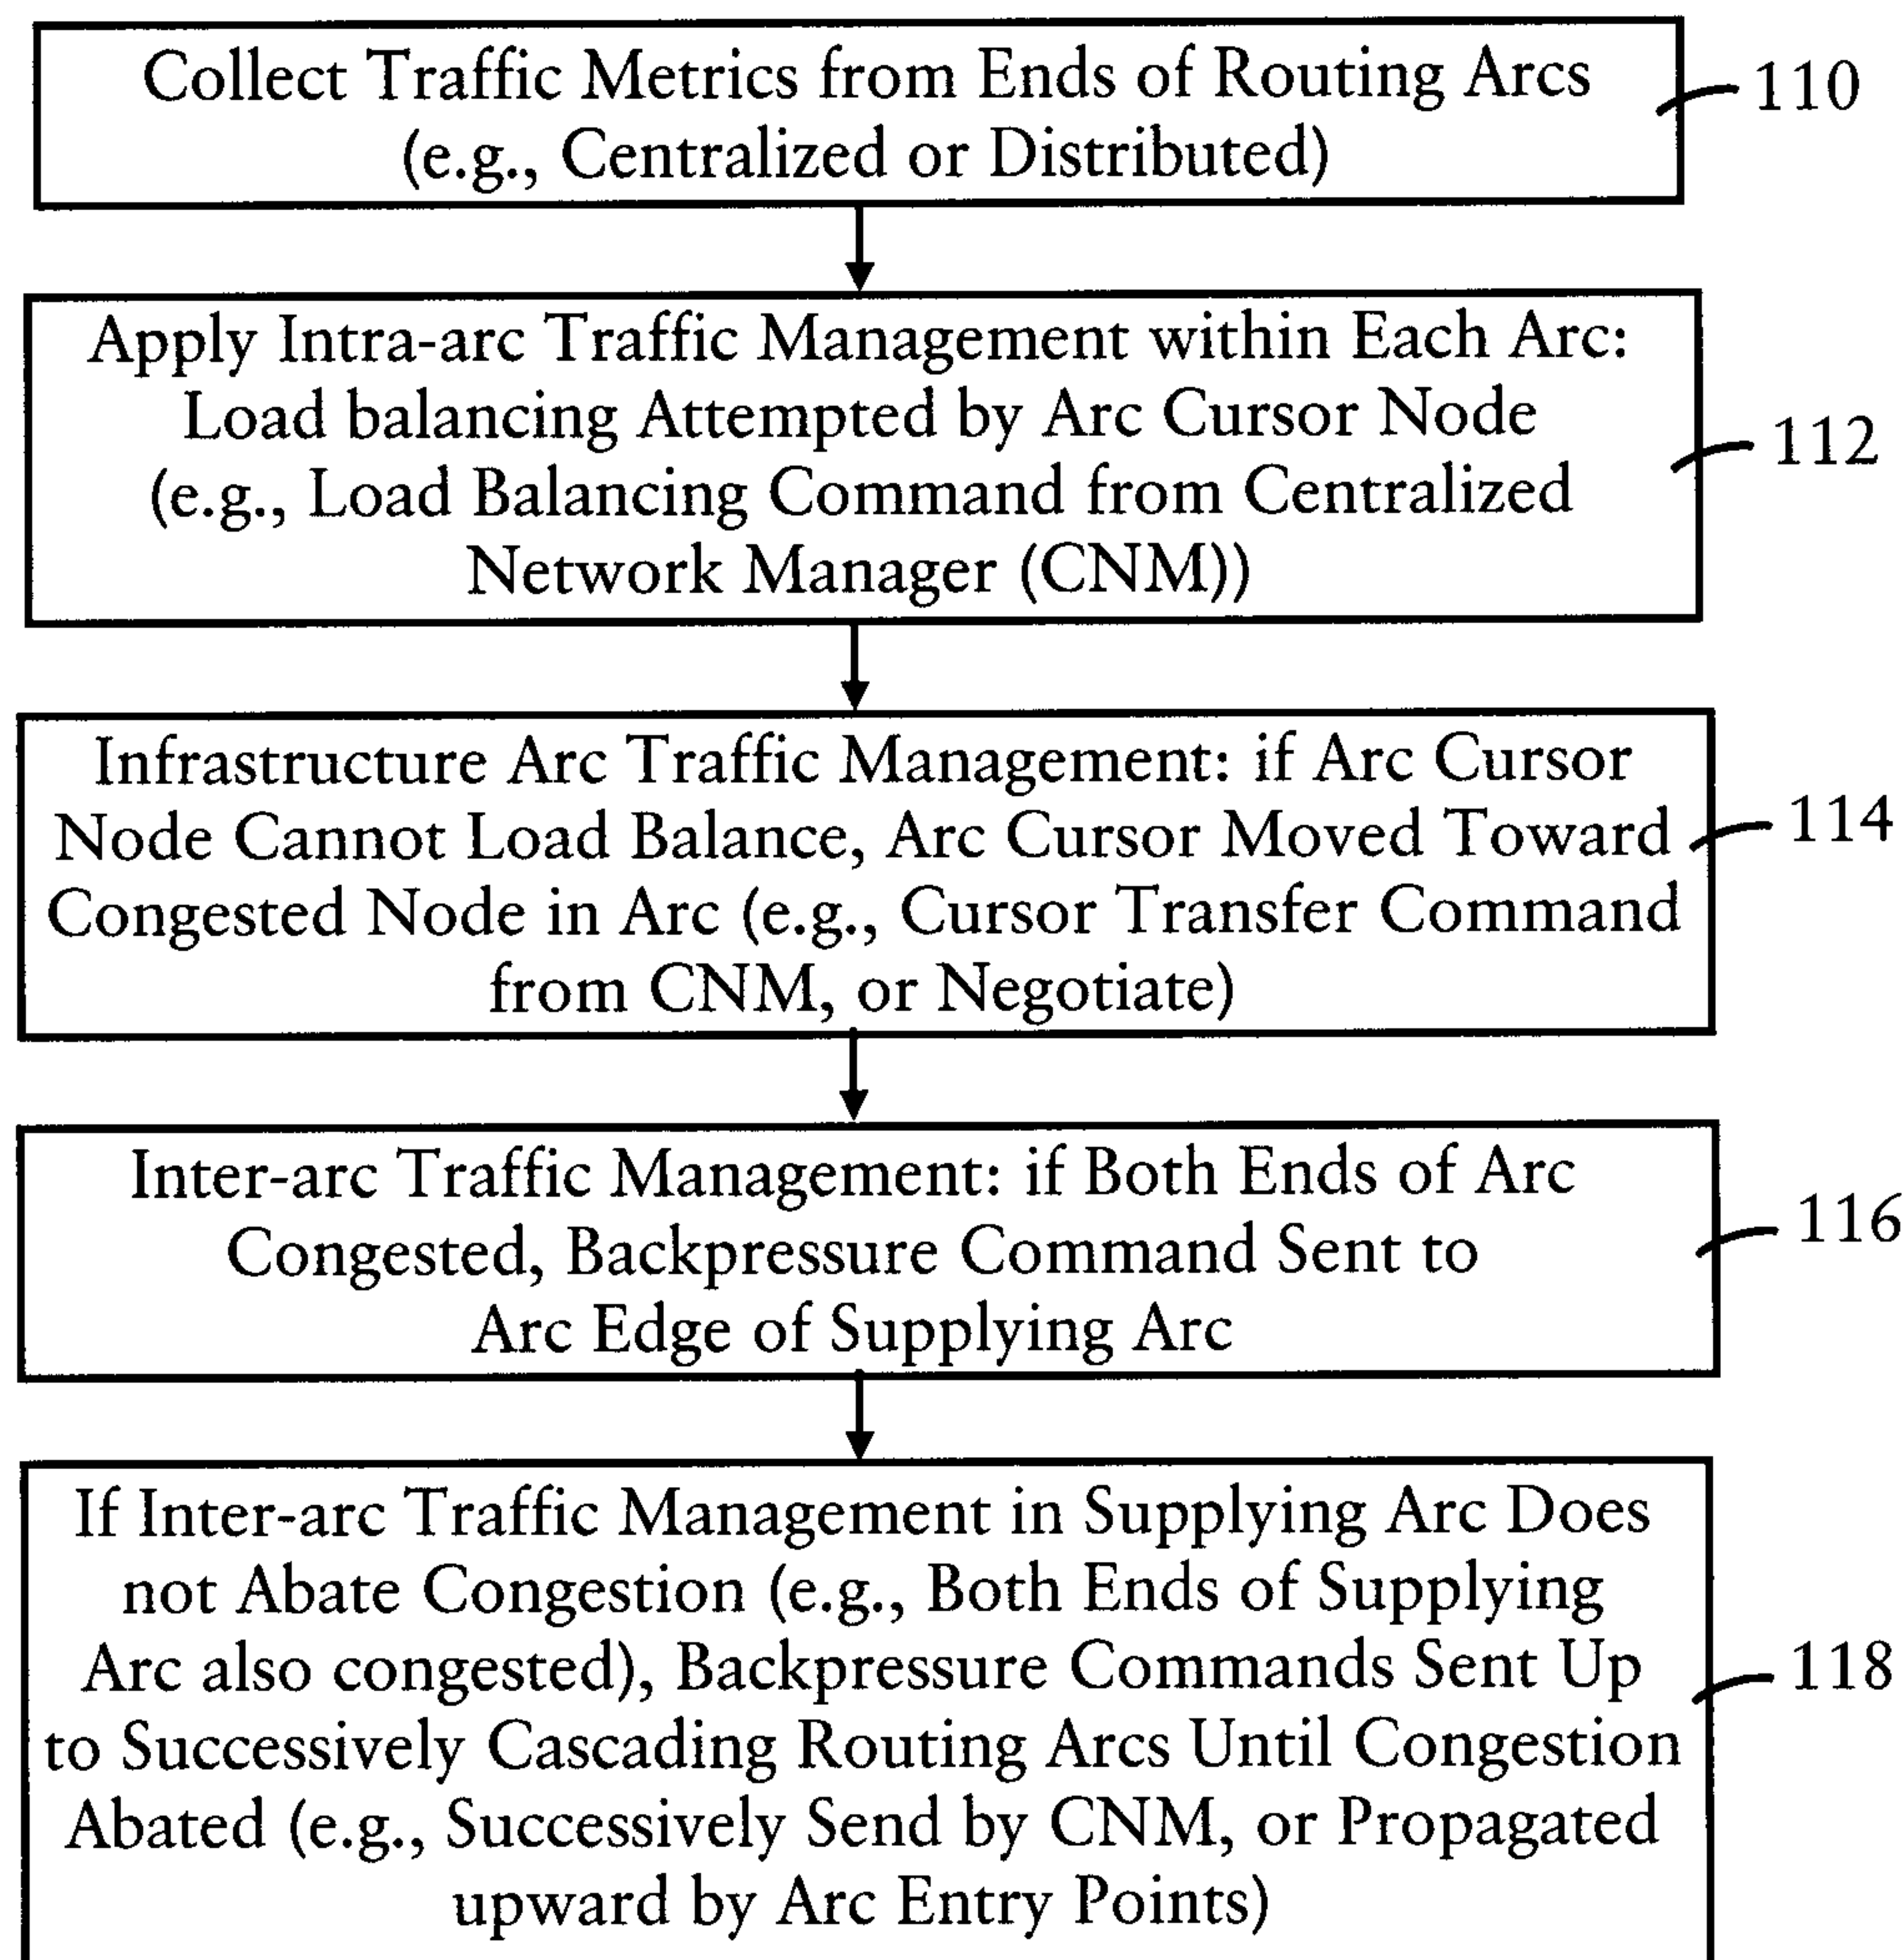 Collect Traffic Metrics from Ends of Routing Arcs
(e.g., Centralized or Distributed)
110
Apply Intra-arc Traffic Management within Each Arc:
Load balancing Attempted by Arc Cursor Node
(e.g., Load Balancing Command from Centralized
Network Manager (CNM))
112
Infrastructure Arc Traffic Management: if Arc Cursor
Node Cannot Load Balance, Arc Cursor Moved Toward
Congested Node in Arc (e.g., Cursor Transfer Command
from CNM, or Negotiate)
114
Inter-arc Traffic Management: if Both Ends of Arc
Congested, Backpressure Command Sent to
Arc Edge of Supplying Arc
116
If Inter-arc Traffic Management in Supplying Arc Does
not Abate Congestion (e.g., Both Ends of Supplying
Arc also congested), Backpressure Commands Sent Up
to Successively Cascading Routing Arcs Until Congestion
Abated (e.g., Successively Send by CNM, or Propagated
upward by Arc Entry Points)
118